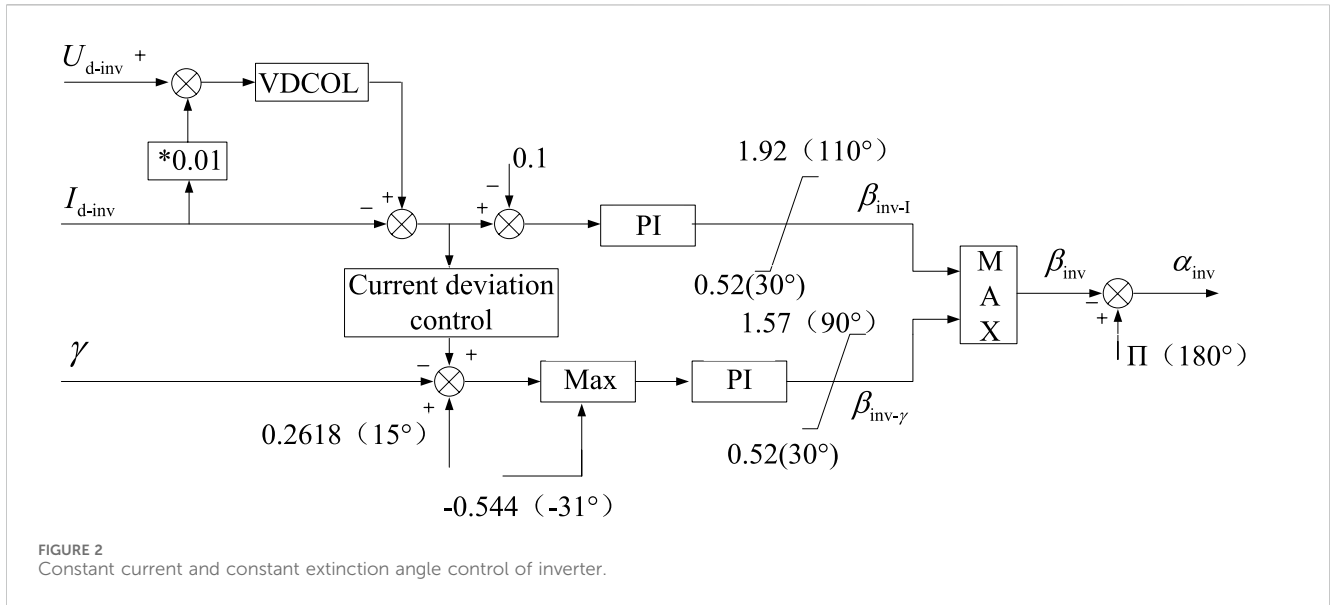 U d-inv +
VDCOL
*0.01
I d-inv
− +
0.1
− +
PI
1.92（110°）
0.52(30°)
β inv-I
Current deviation
control
γ
− + +
0.2618（15°）
Max
-0.544（-31°）
PI
1.57（90°）
0.52(30°)
β inv-γ
M
A
X
β inv
− +
α inv
Π（180°）
FIGURE 2
Constant current and constant extinction angle control of inverter.